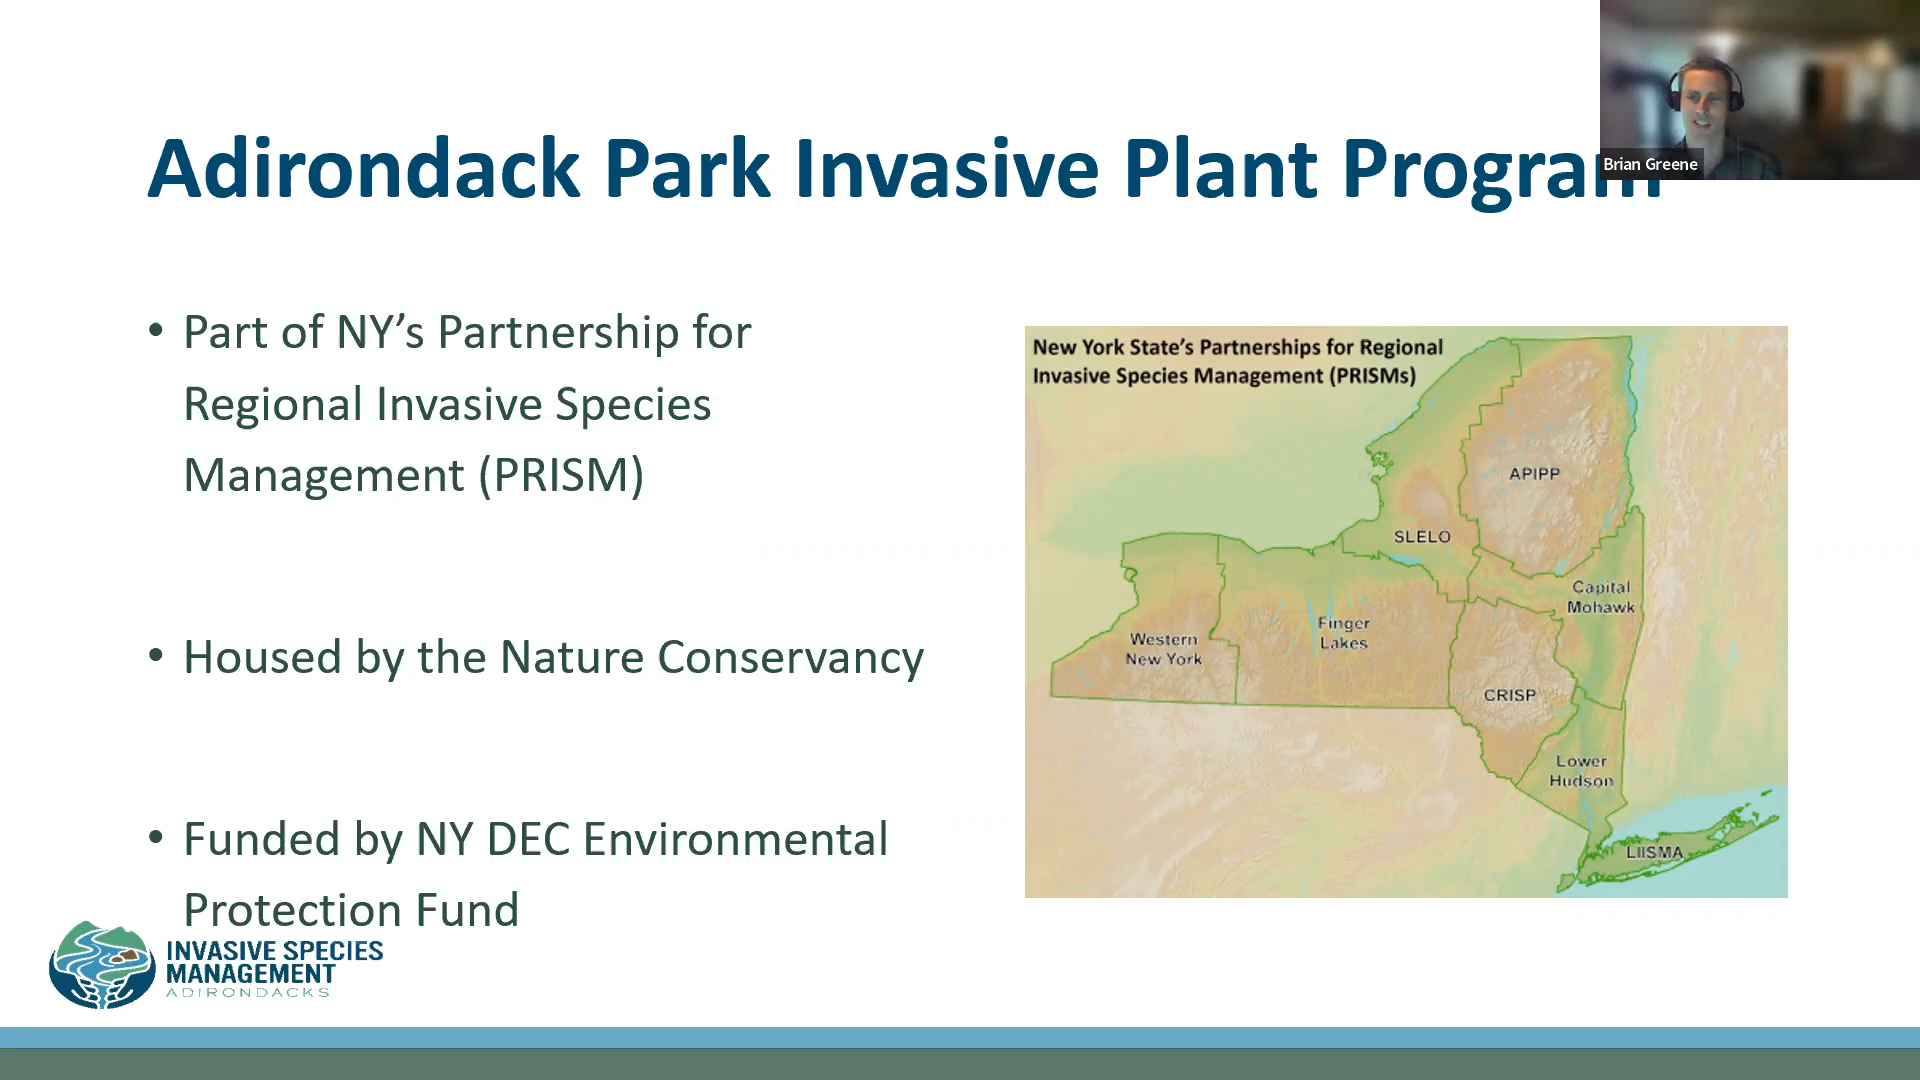 Adirondack Park Invasive Plant Program
Brian Greene
• Part of NY’s Partnership for
Regional Invasive Species
Management (PRISM)
• Housed by the Nature Conservancy
• Funded by NY DEC Environmental
Protection Fund
New York State’s Partnerships for Regional
Invasive Species Management (PRISMs)
APIPP
SLELO
Capital
Mohawk
Finger
Lakes
Western
New York
CRISP
Lower
Hudson
LIISMA
INVASIVE SPECIES
MANAGEMENT
ADIRONDACKS